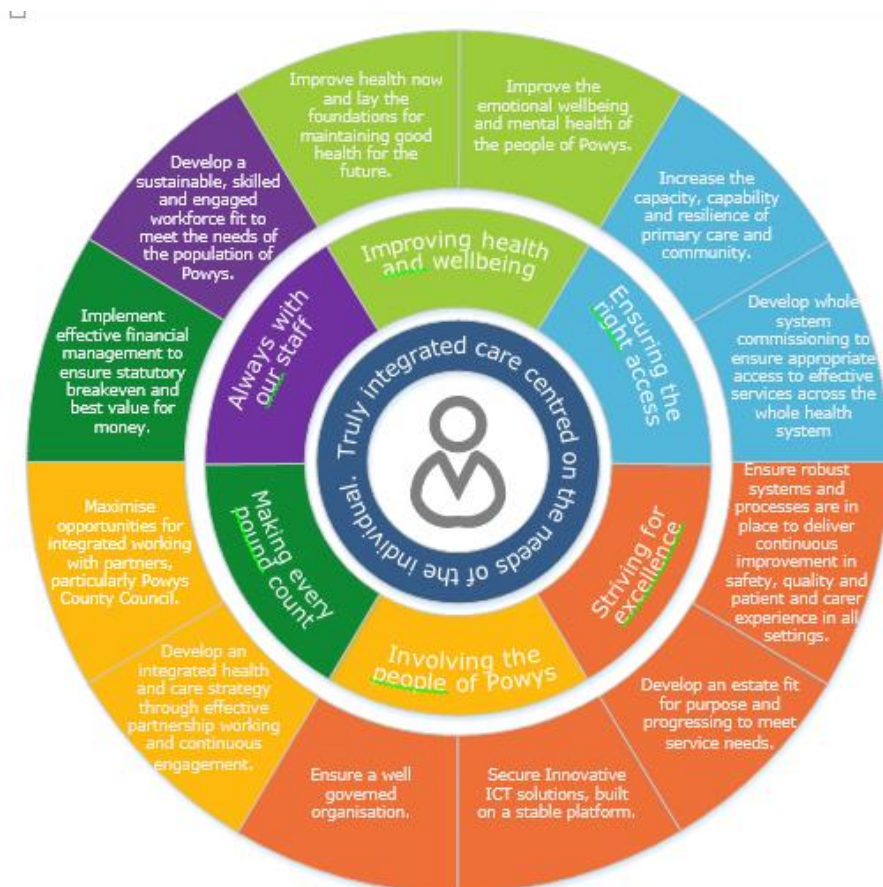 Improve health now
and lay the
foundations for
maintaining good
health for the
future.
Improve the
emotional wellbeing
and mental health of
the people of Powys.
Increase the
capacity, capability
and resilience of
primary care and
community.
Develop whole
system
commissioning to
ensure appropriate
access to effective
services across the
whole health
system
Ensure robust
systems and
processes are in
place to deliver
continuous
improvement in
safety, quality and
patient and carer
experience in all
settings.
Develop an estate fit
for purpose and
progressing to meet
service needs.
Secure Innovative
ICT solutions, built
on a stable platform.
Ensure a well
governed
organisation.
Develop an
integrated health
and care strategy
through effective
partnership working
and continuous
engagement.
Maximise
opportunities for
integrated working
with partners,
particularly Powys
County Council.
Implement
effective financial
management to
ensure statutory
breakeven and
best value for
money.
Develop a
sustainable, skilled
and engaged
workforce fit to
meet the needs of
the population of
Powys.
Improving health
and wellbeing
Ensuring the
right access
Striving for
excellence
Involving the
people of Powys
Making every
pound count
Always with
our staff
Truly integrated care centred on the needs of the individual.